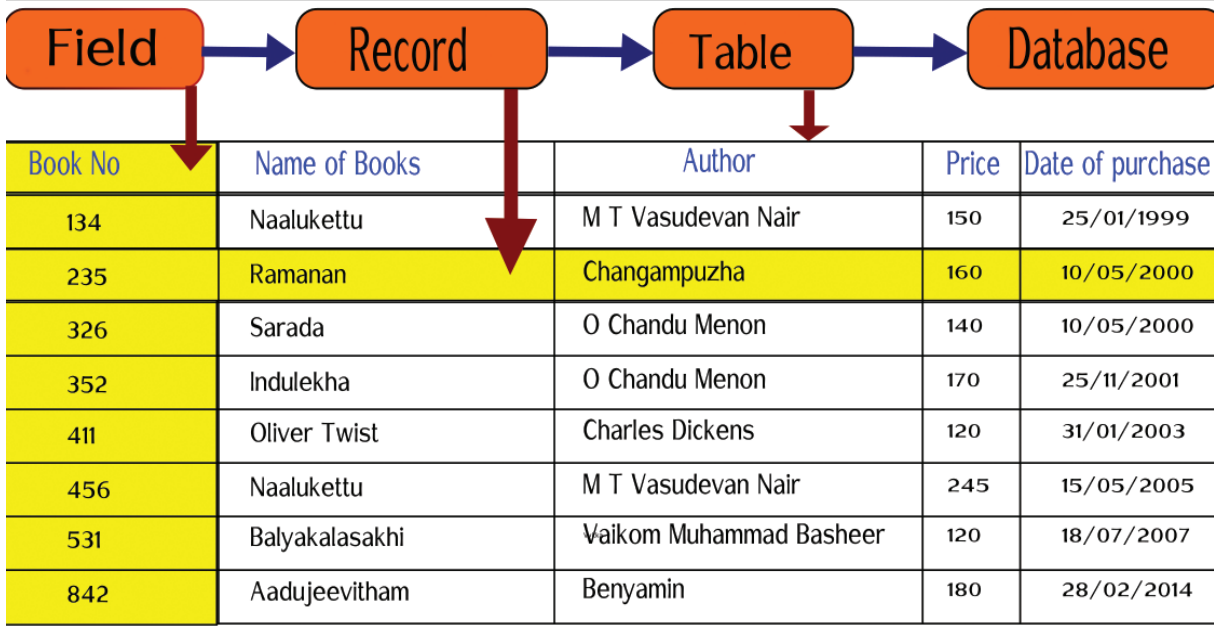 Field Record Table Database
Book No Name of Books Author Price Date of purchase
134 Naalukettu M T Vasudevan Nair 150 25/01/1999
235 Ramanan Changampuzha 160 10/05/2000
326 Sarada O Chandu Menon 140 10/05/2000
352 Indulekha O Chandu Menon 170 25/11/2001
411 Oliver Twist Charles Dickens 120 31/01/2003
456 Naalukettu M T Vasudevan Nair 245 15/05/2005
531 Balyakalasakhi Vaikom Muhammad Basheer 120 18/07/2007
842 Aadujeevitham Benyamin 180 28/02/2014